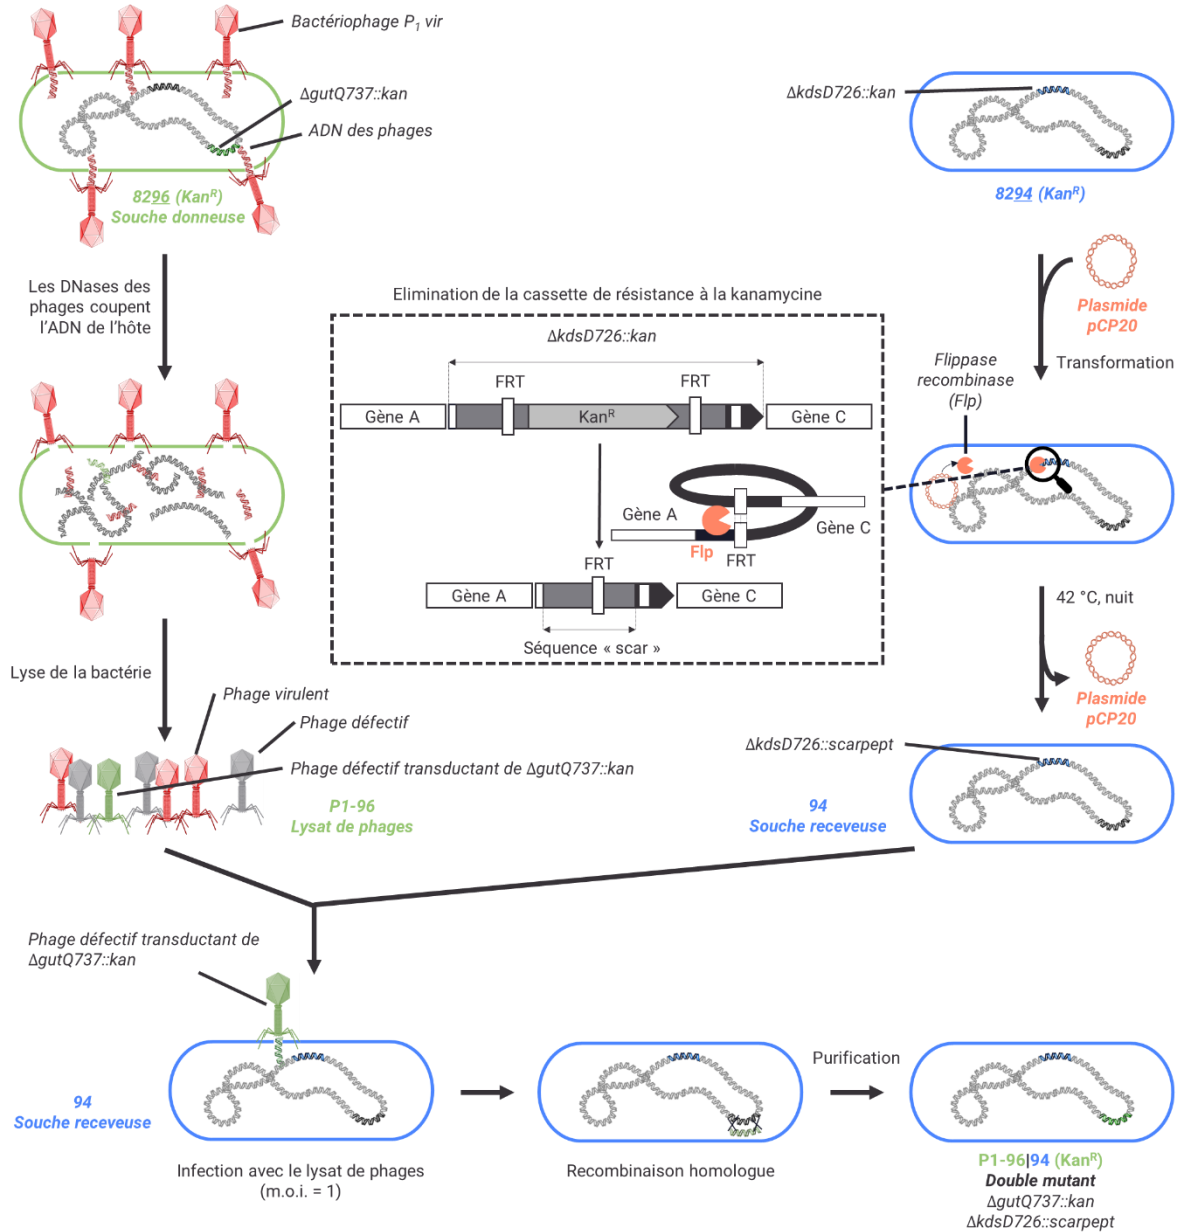 Bactériophage P1 vir
ΔgutQ737::kan
ADN des phages
8296 (KanR)
Souche donneuse
ΔkdsD726::kan
8294 (KanR)
Les DNases des
phages coupent
l'ADN de l'hôte
Plasmide
pCP20
Transformation
Elimination de la cassette de résistance à la kanamycine
ΔkdsD726::kan
FRT
FRT
Gène A
KanR
Gène C
Flippase
recombinase
(Flp)
Gène A
Gène C
Flp
FRT
FRT
Gène A
Gène C
Séquence « scar »
42 °C, nuit
Plasmide
pCP20
Lyse de la bactérie
Phage virulent
Phage défectif
Phage défectif transductant de ΔgutQ737::kan
P1-96
Lysat de phages
ΔkdsD726::scarpept
94
Souche receveuse
Phage défectif transductant de
ΔgutQ737::kan
94
Souche receveuse
Infection avec le lysat de phages
(m.o.i. = 1)
Recombinaison homologue
Purification
P1-96|94 (KanR)
Double mutant
ΔgutQ737::kan
ΔkdsD726::scarpept